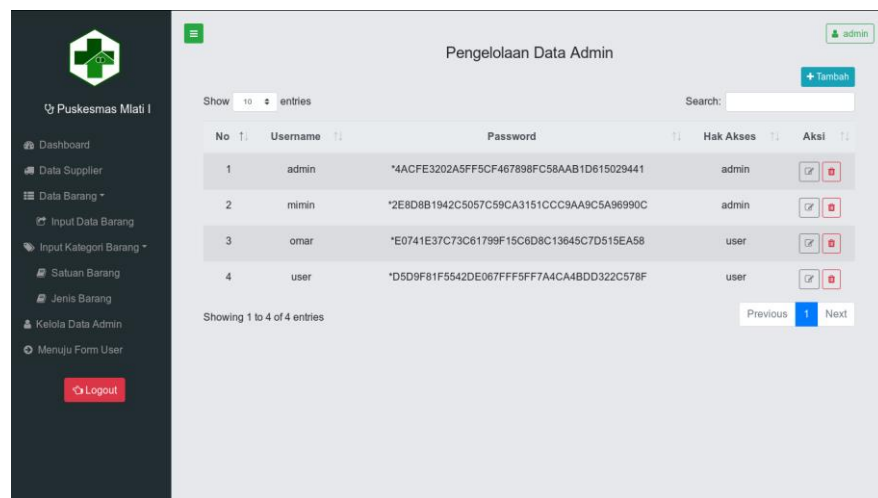 admin
Pengelolaan Data Admin
+ Tambah
Puskesmas Mlati I
Show 10 entries
Search:
No Username Password Hak Akses Aksi
1 admin *4ACFE3202A5FF5CF467898FC58AAB1D615029441 admin
2 mimin *2E8D8B1942C5057C59CA3151CCC9AA9C5A96990C admin
3 omar *E0741E37C73C61799F15C6D8C13645C7D515EA58 user
4 user *D5D9F81F5542DE067FFF5FF7A4CA4BDD322C578F user
Showing 1 to 4 of 4 entries
Previous 1 Next
Dashboard
Data Supplier
Data Barang
Input Data Barang
Input Kategori Barang
Satuan Barang
Jenis Barang
Kelola Data Admin
Menuju Form User
Logout